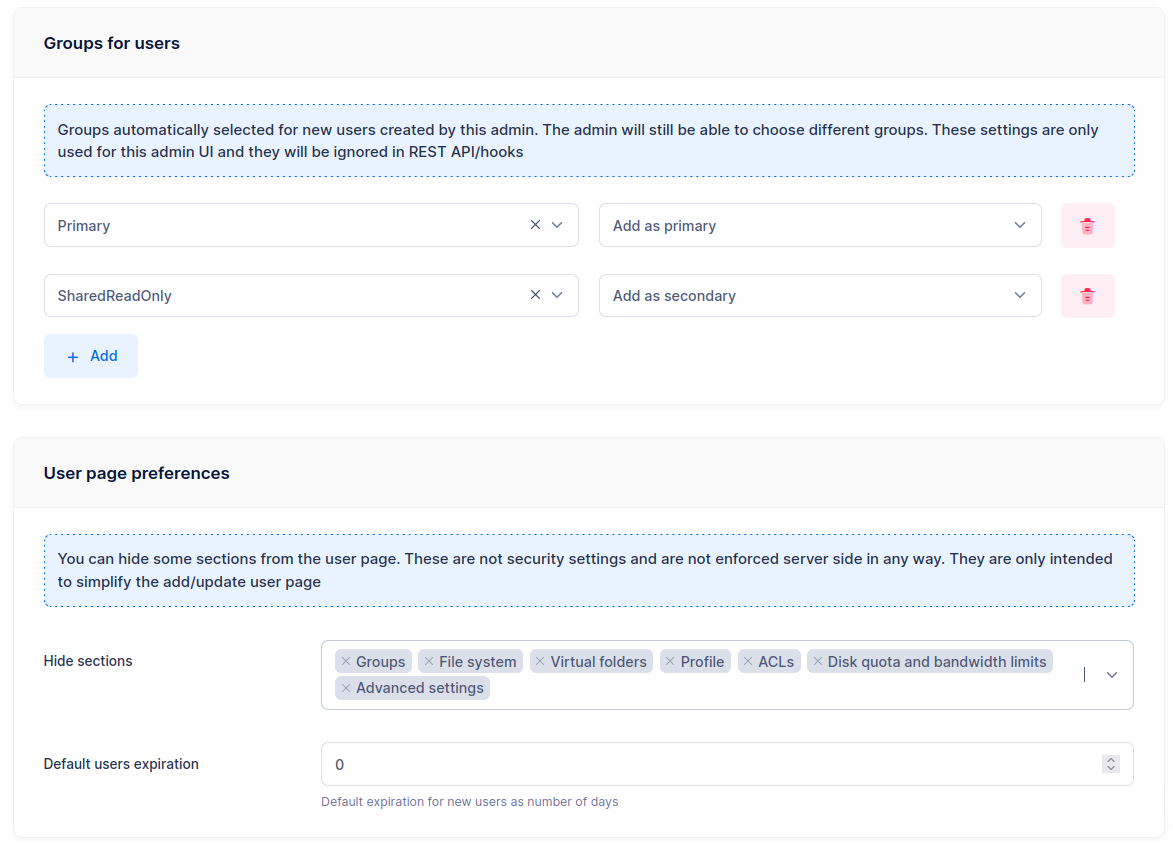 Groups for users
Groups automatically selected for new users created by this admin. The admin will still be able to choose different groups. These settings are only
used for this admin UI and they will be ignored in REST API/hooks
Primary
Add as primary
SharedReadOnly
Add as secondary
+ Add
User page preferences
You can hide some sections from the user page. These are not security settings and are not enforced server side in any way. They are only intended
to simplify the add/update user page
Hide sections
× Groups × File system × Virtual folders × Profile × ACLs × Disk quota and bandwidth limits
× Advanced settings
Default users expiration
0
Default expiration for new users as number of days